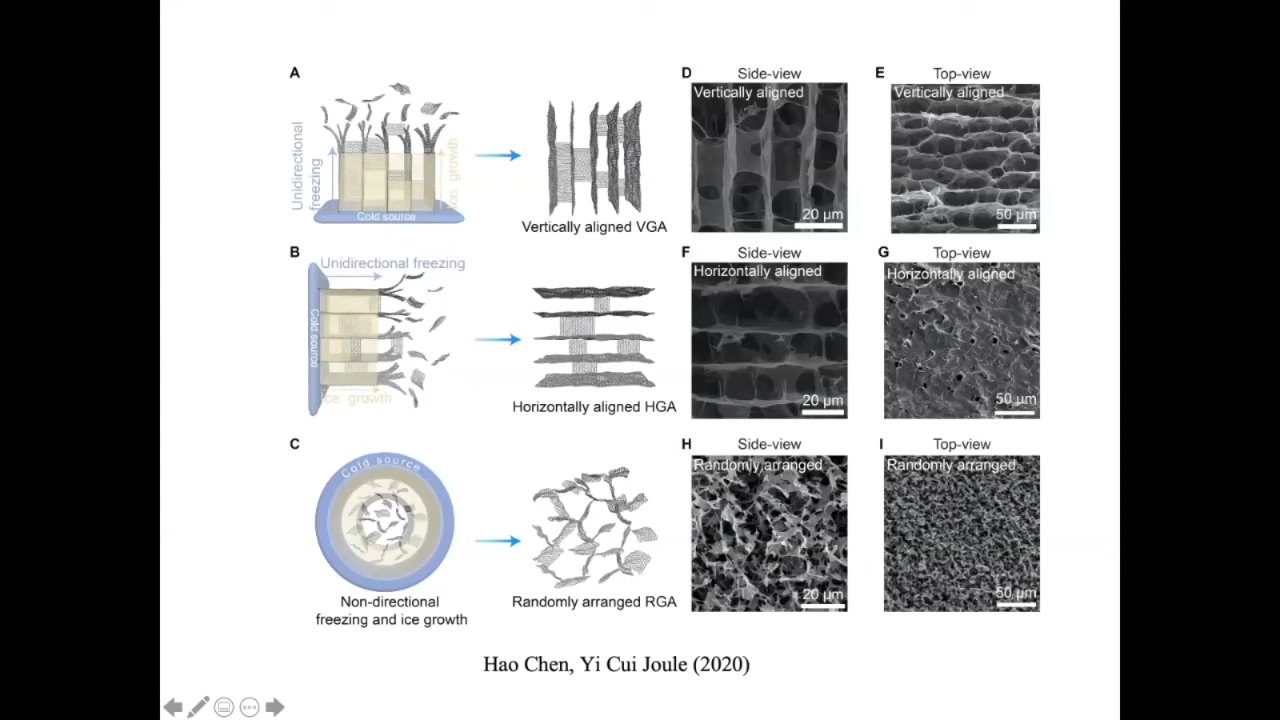 A
Unidirectional
freezing
ice growth
Cold source
Vertically aligned VGA
D
Side-view
Vertically aligned
20 µm
E
Top-view
Vertically aligned
50 µm
B
Unidirectional freezing
Cold source
ice growth
Horizontally aligned HGA
F
Side-view
Horizontally aligned
20 µm
G
Top-view
Horizontally aligned
50 µm
C
Cold source
Non-directional
freezing and ice growth
Randomly arranged RGA
H
Side-view
Randomly arranged
20 µm
I
Top-view
Randomly arranged
50 µm
Hao Chen, Yi Cui Joule (2020)